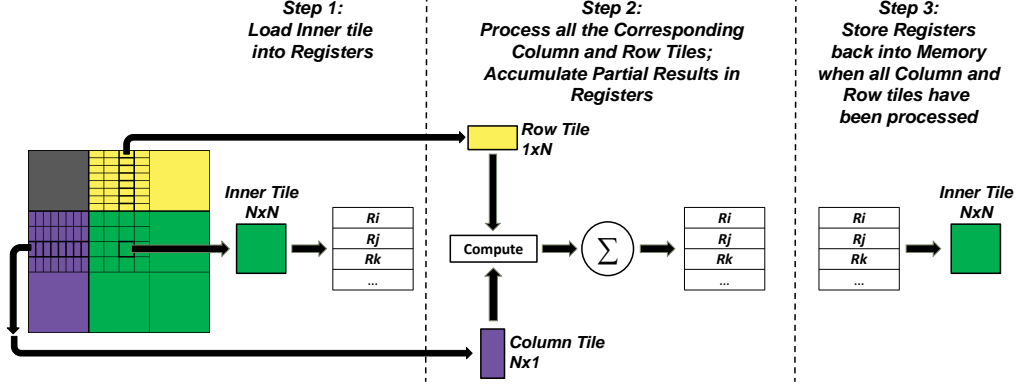 Step 1:
Load Inner tile
into Registers
Step 2:
Process all the Corresponding
Column and Row Tiles;
Accumulate Partial Results in
Registers
Step 3:
Store Registers
back into Memory
when all Column and
Row tiles have
been processed
Row Tile
1xN
Inner Tile
NxN
Ri
Rj
Rk
...
Compute
∑
Ri
Rj
Rk
...
Column Tile
Nx1
Ri
Rj
Rk
...
Inner Tile
NxN